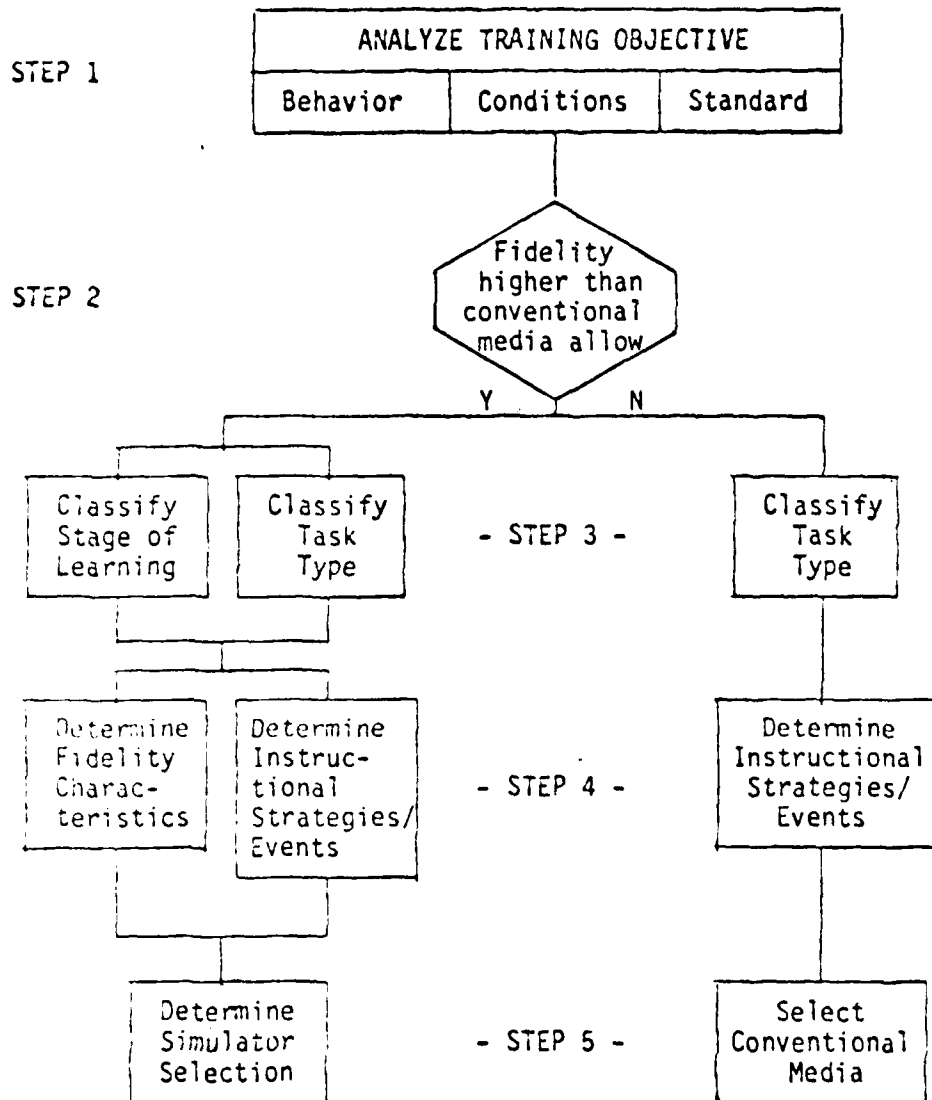 ANALYZE TRAINING OBJECTIVE
STEP 1
Behavior Conditions Standard
STEP 2
Fidelity
higher than
conventional
media allow
Y N
Classify
Stage of
Learning
Classify
Task
Type
- STEP 3 -
Classify
Task
Type
Determine
Fidelity
Charac-
teristics
Determine
Instruc-
tional
Strategies/
Events
- STEP 4 -
Determine
Instructional
Strategies/
Events
Determine
Simulator
Selection
- STEP 5 -
Select
Conventional
Media